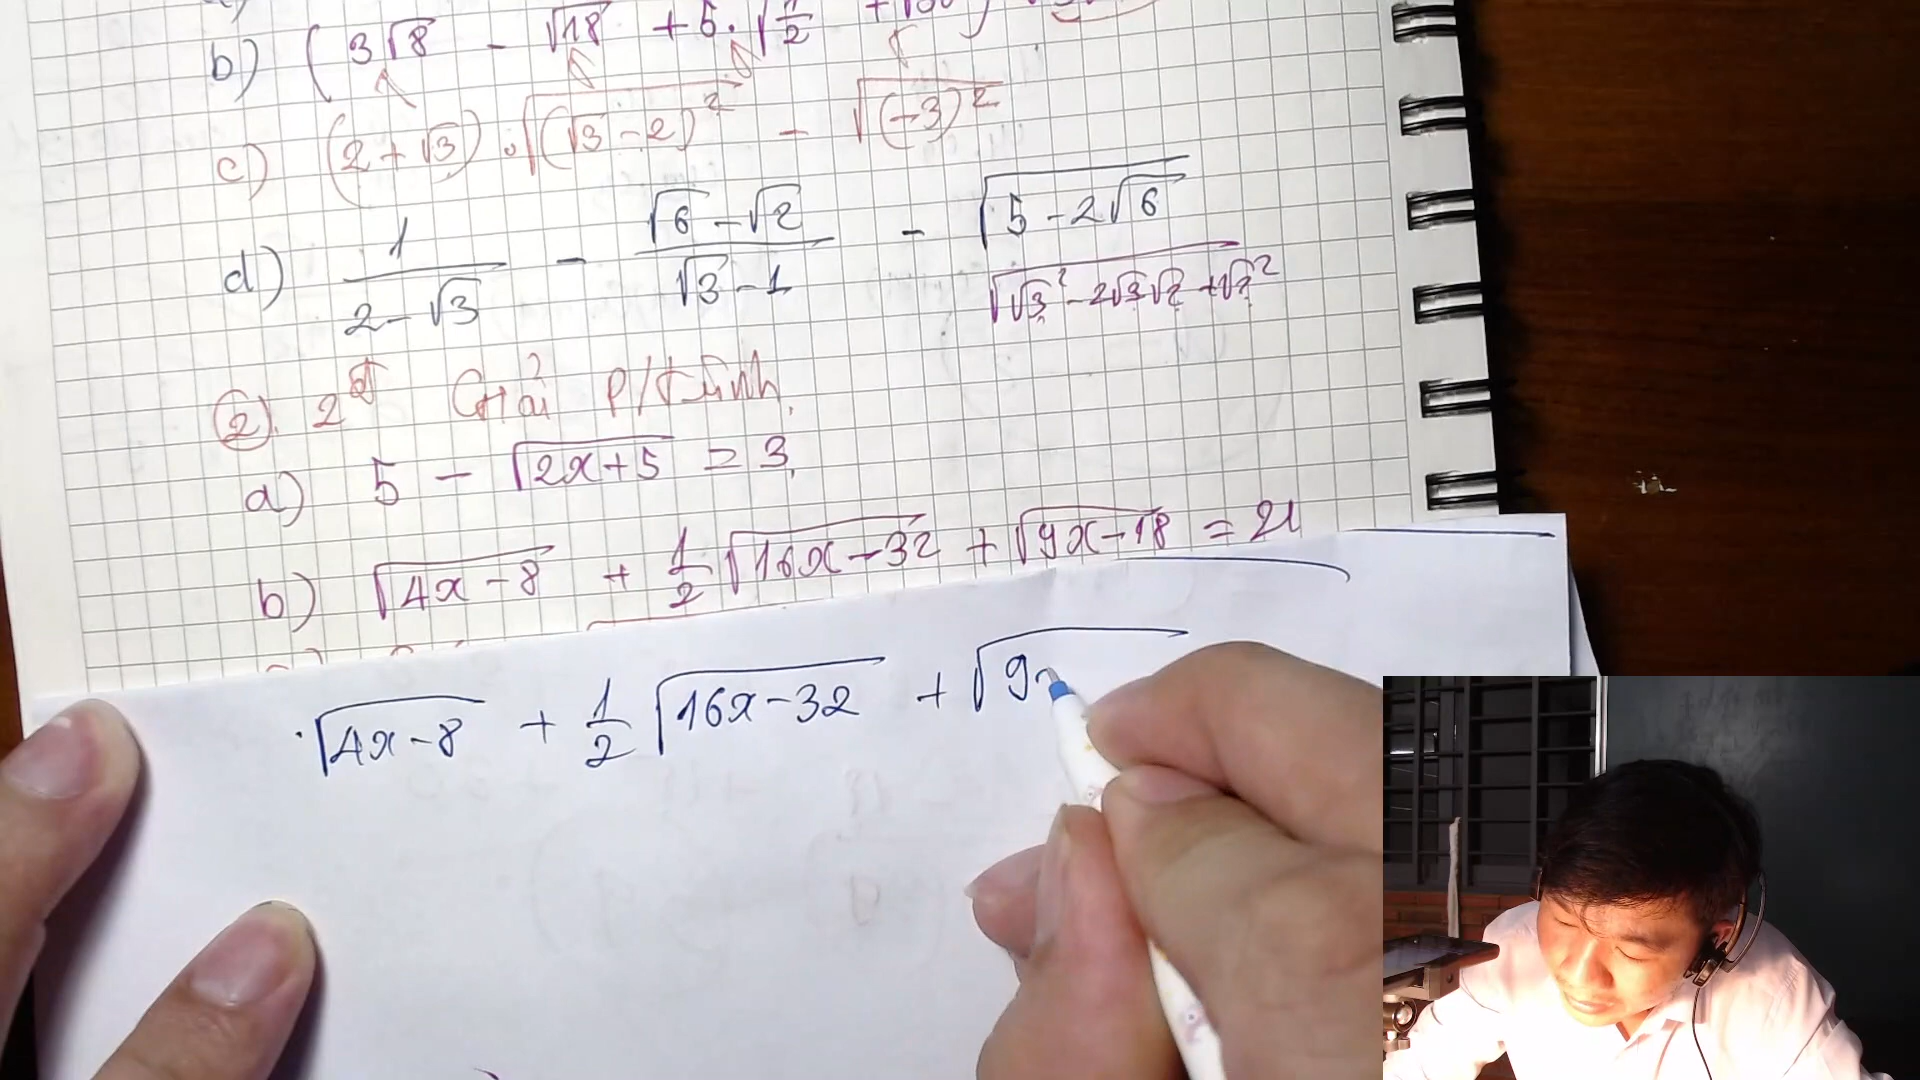 b) (3√8 - √18 + 5.√1/2 +
c) (2+√3).√(√3-2)² - √(-3)²
d) 1/(2-√3) - (√6-√2)/(√3-1) - √(5-2√6)
√(√3²-2√3√2+√2²)
②. 2đ Giải p/trình.
a) 5 - √(2x+5) = 3
b) √(4x-8) + 1/2 √(16x-32) + √(9x-18) = 21
√(4x-8) + 1/2 √(16x-32) + √9